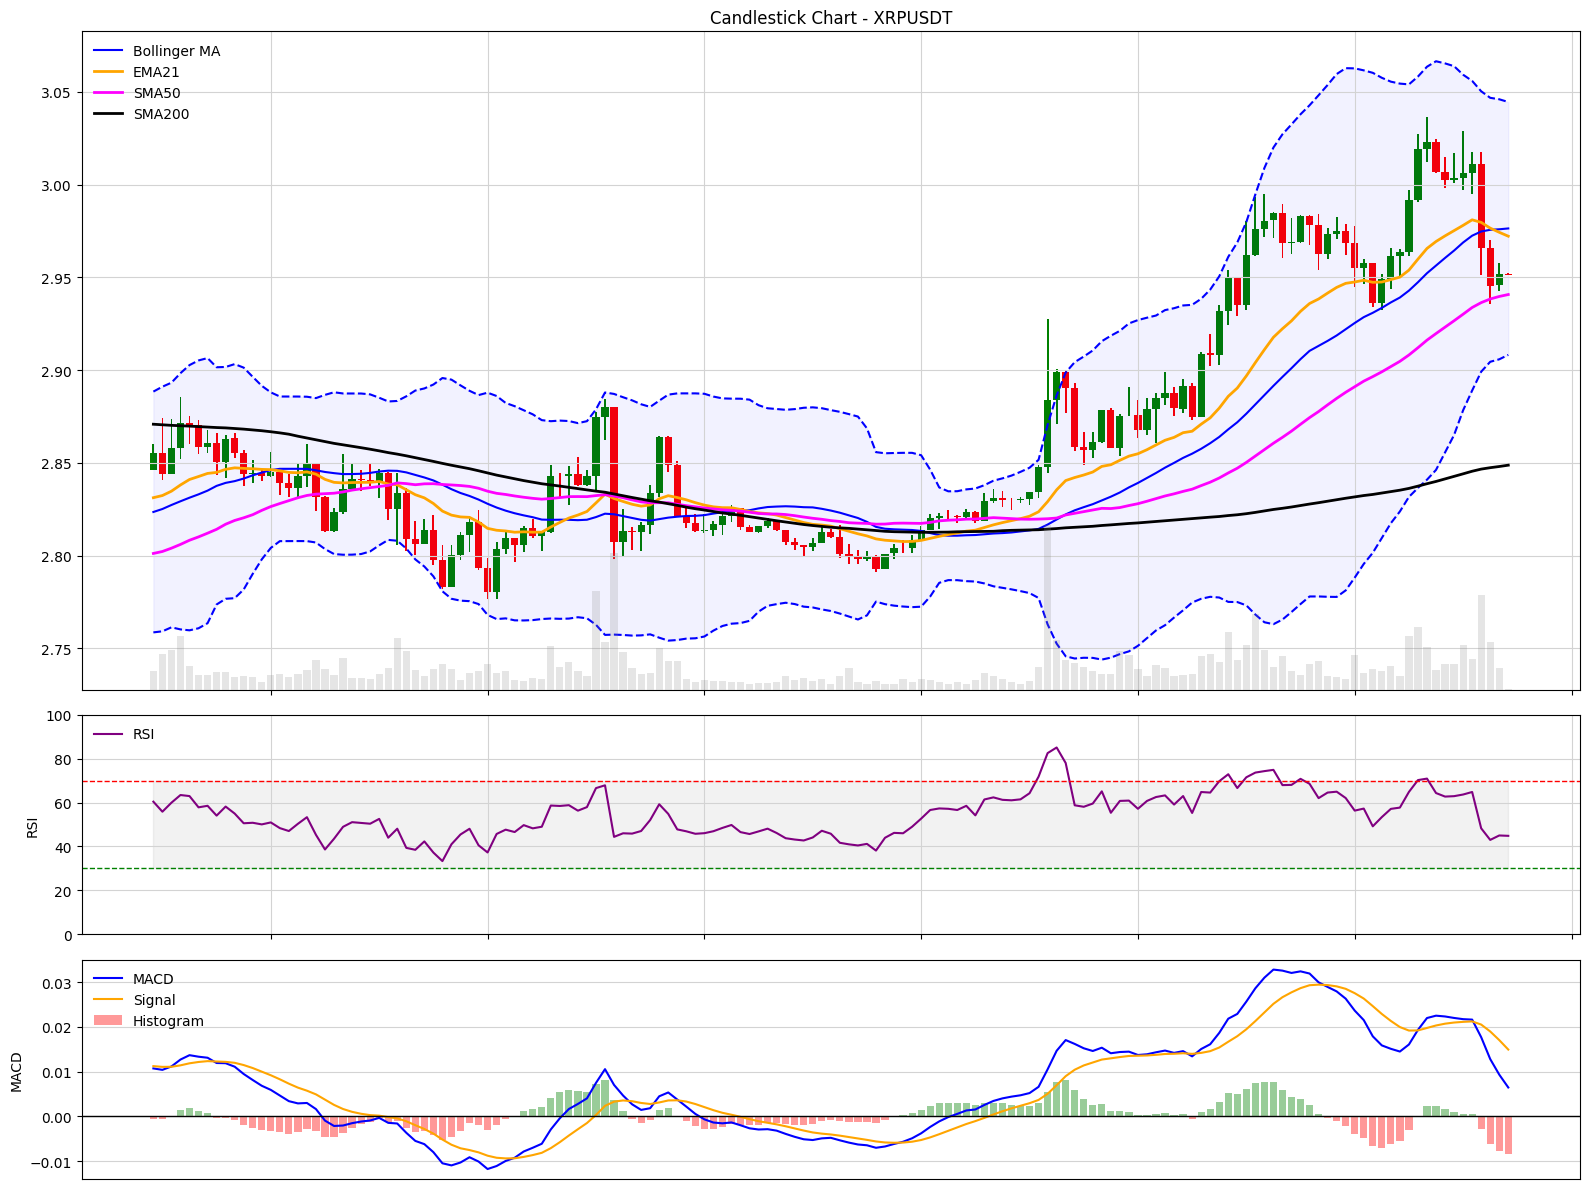 Candlestick Chart - XRPUSDT
Bollinger MA
EMA21
SMA50
SMA200
3.05
3.00
2.95
2.90
2.85
2.80
2.75
100
RSI
80
60
40
20
0
RSI
MACD
Signal
Histogram
0.03
0.02
0.01
0.00
−0.01
MACD